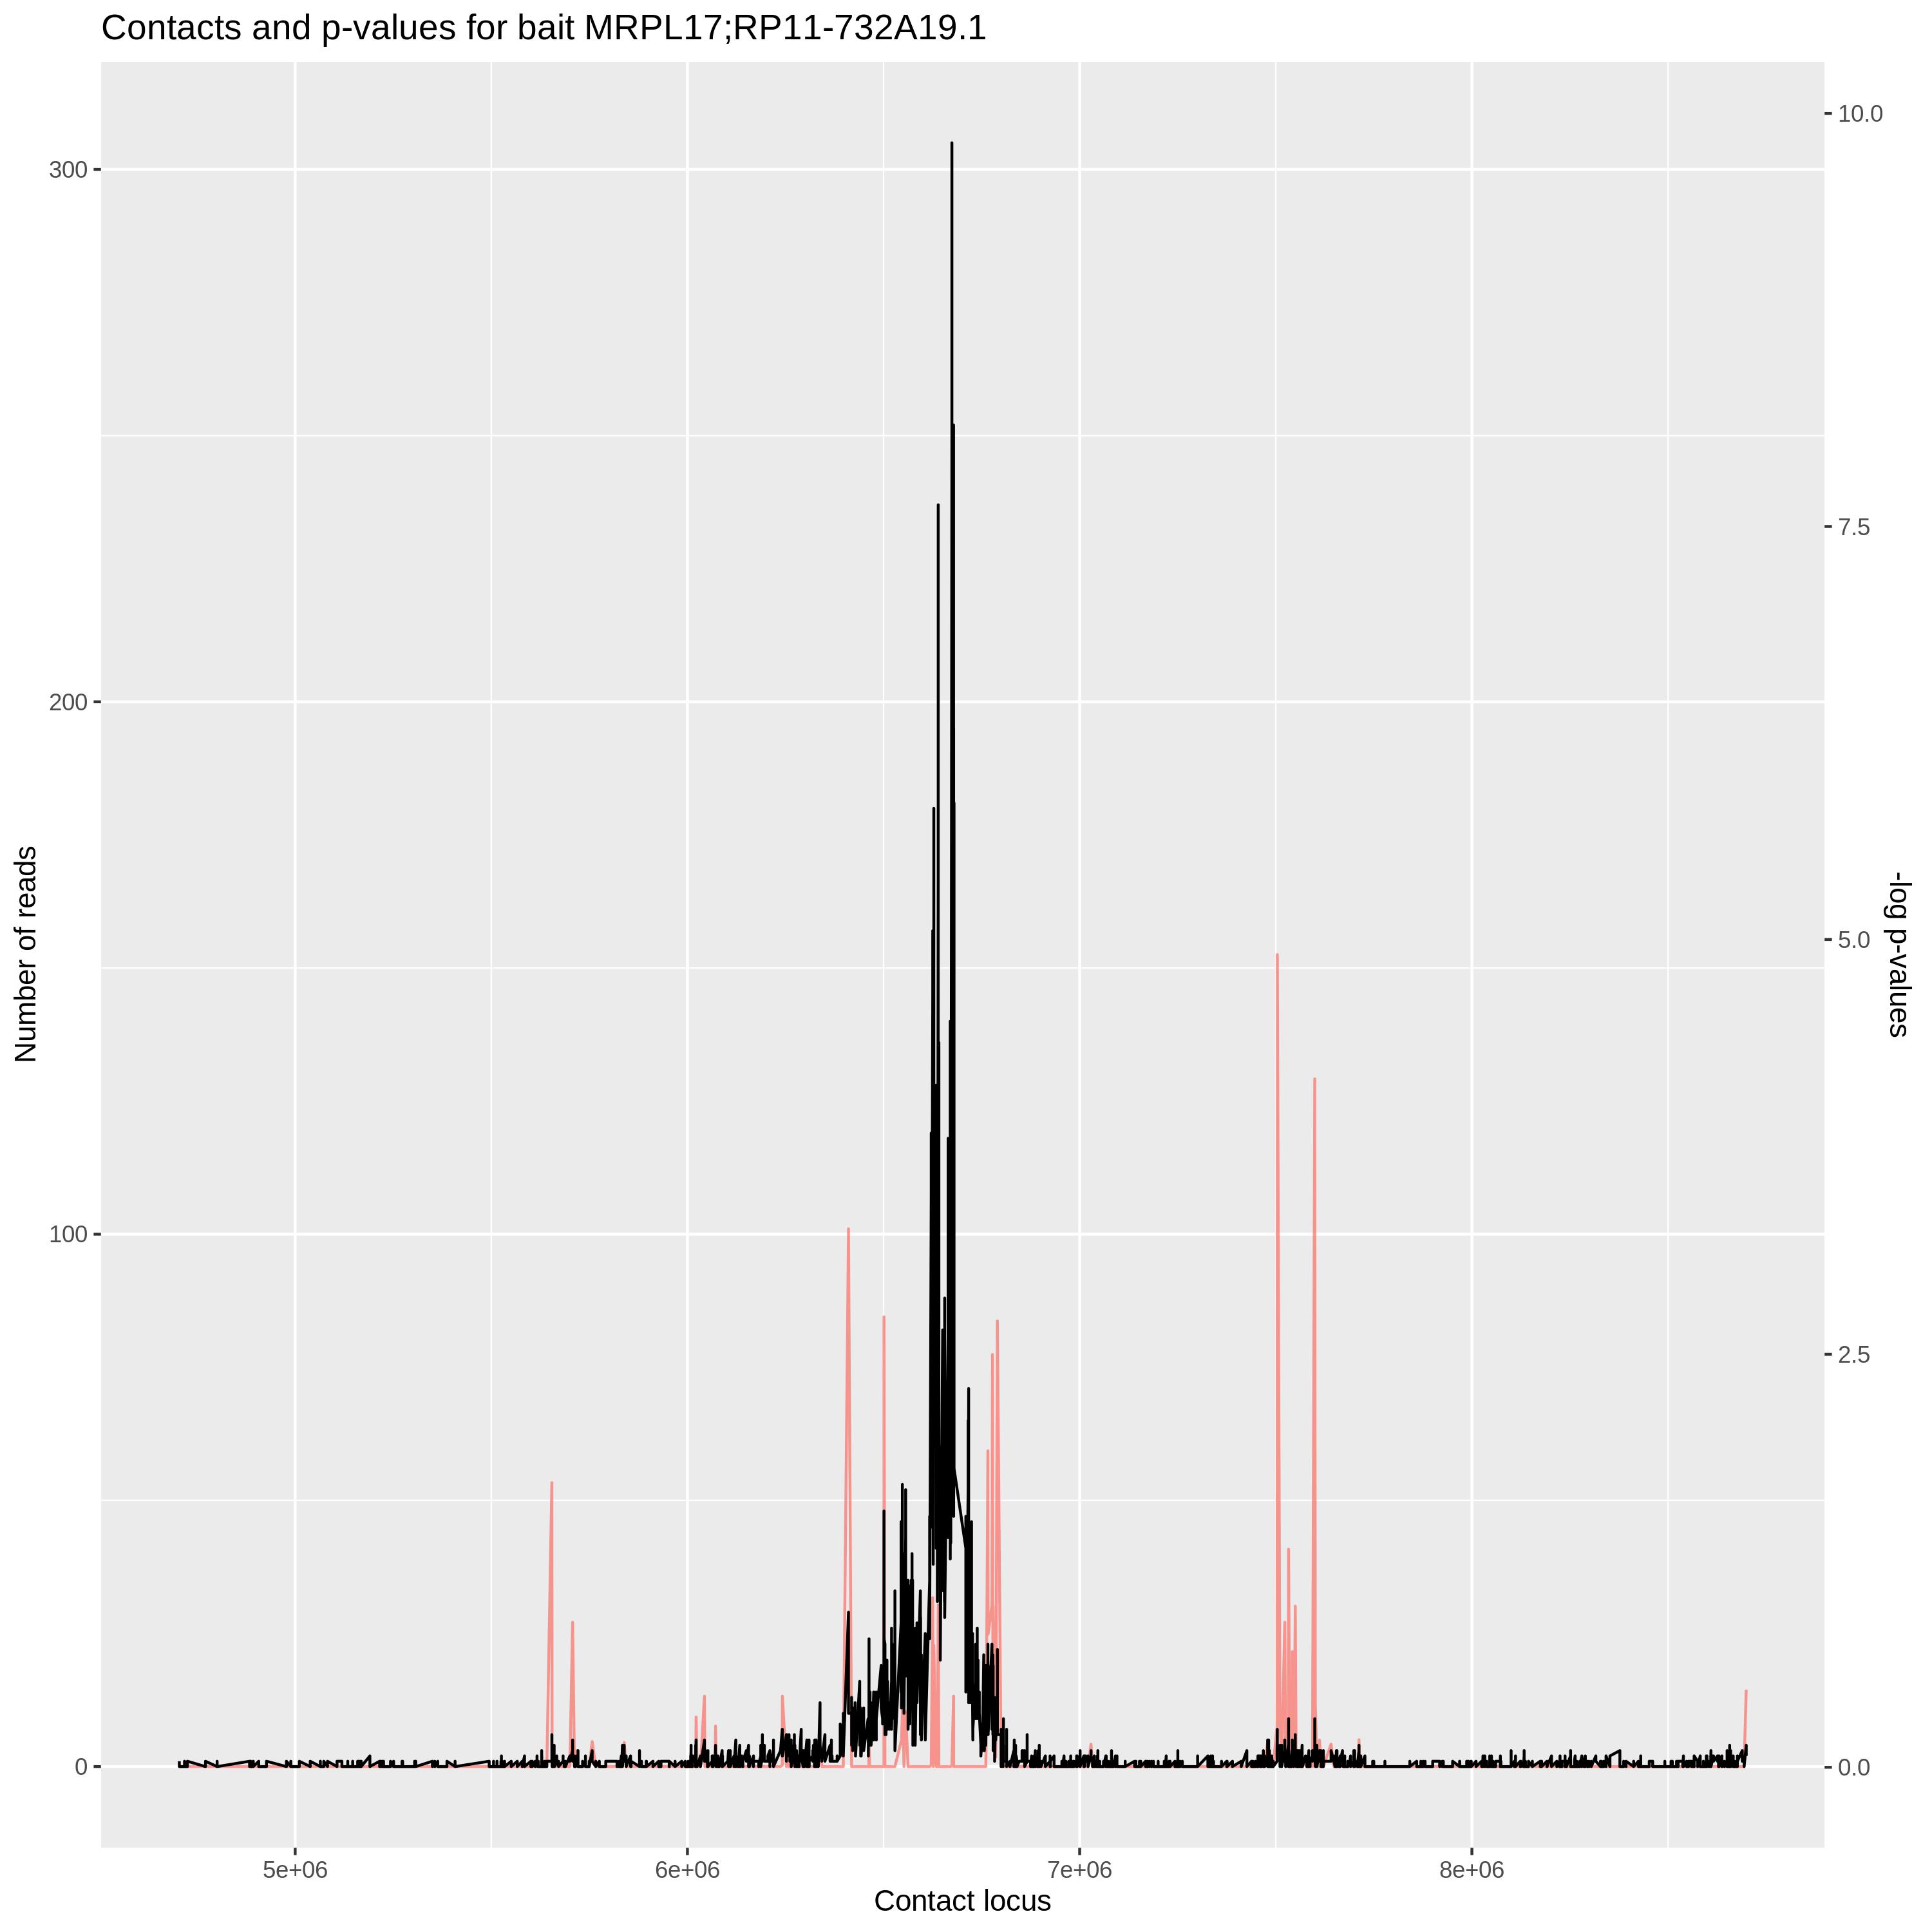 Contacts and p-values for bait MRPL17;RP11-732A19.1
300
200
100
0
Number of reads
10.0
7.5
5.0
2.5
0.0
-log p-values
5e+06 6e+06 7e+06 8e+06
Contact locus